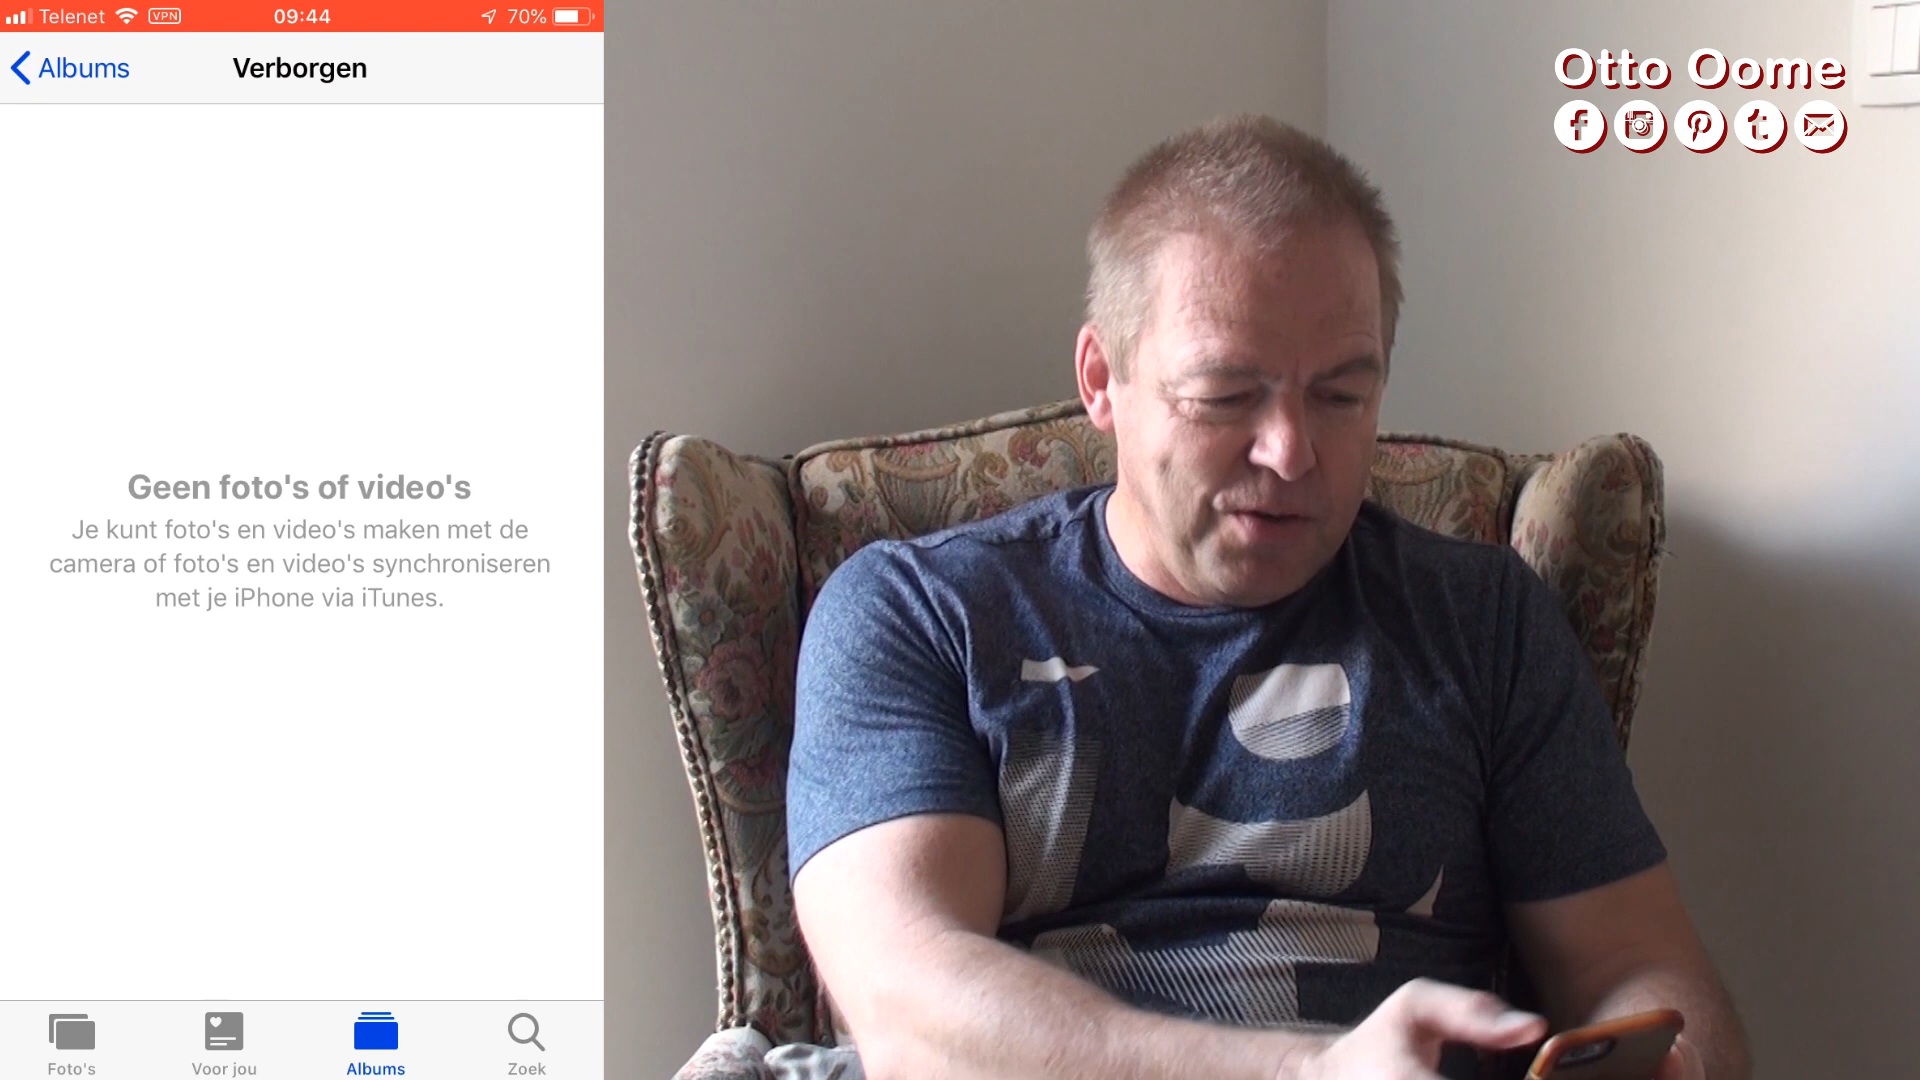 Telenet VPN 09:44 70%
Albums Verborgen
Geen foto's of video's
Je kunt foto's en video's maken met de
camera of foto's en video's synchroniseren
met je iPhone via iTunes.
Foto's Voor jou Albums Zoek
Otto Oome